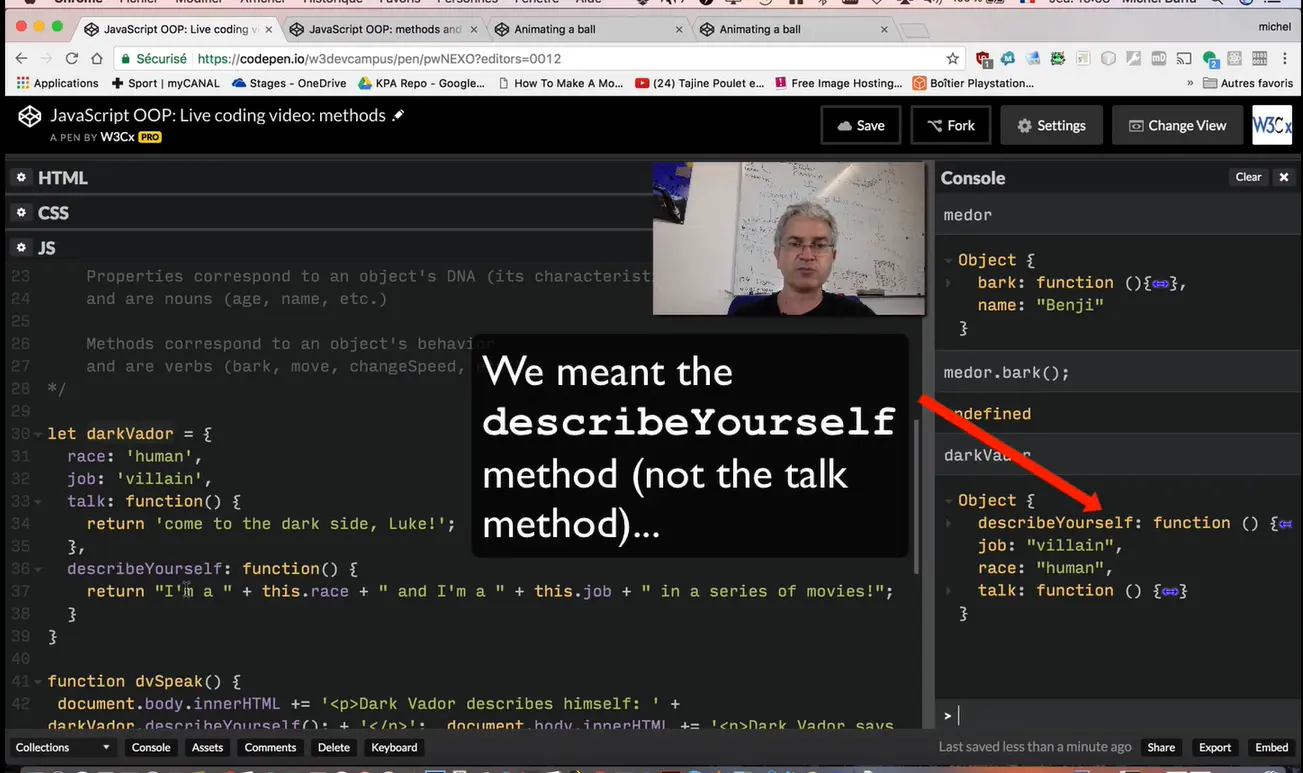 michel
JavaScript OOP: Live coding v
JavaScript OOP: methods and
Animating a ball
Animating a ball
Sécurisé
https://codepen.io/w3devcampus/pen/pwNEXO?editors=0012
Applications
Sport | myCANAL
Stages - OneDrive
KPA Repo - Google...
How To Make A Mo...
(24) Tajine Poulet e...
Free Image Hosting...
Boîtier Playstation...
»
Autres favoris
JavaScript OOP: Live coding video: methods
A PEN BY W3Cx PRO
Save
Fork
Settings
Change View
W3Cx
HTML
CSS
JS
23 Properties correspond to an object's DNA (its characterist
24 and are nouns (age, name, etc.)
25
26 Methods correspond to an object's behavior
27 and are verbs (bark, move, changeSpeed,
28 */
29
30 let darkVador = {
31 race: 'human',
32 job: 'villain',
33 talk: function() {
34 return 'come to the dark side, Luke!';
35 },
36 describeYourself: function() {
37 return "I'm a " + this.race + " and I'm a " + this.job + " in a series of movies!";
38 }
39 }
40
41 function dvSpeak() {
42 document.body.innerHTML += '<p>Dark Vador describes himself: ' +
darkVador.describeYourself(); + '</p>'; document.body.innerHTML += '<p>Dark Vador says
We meant the
describeYourself
method (not the talk
method)...
Console
Clear
medor
Object {
bark: function (){
},
name: "Benji"
}
medor.bark();
undefined
darkVador
Object {
describeYourself: function () {
job: "villain",
race: "human",
talk: function () {}
}
>
Collections
Console
Assets
Comments
Delete
Keyboard
Last saved less than a minute ago
Share
Export
Embed